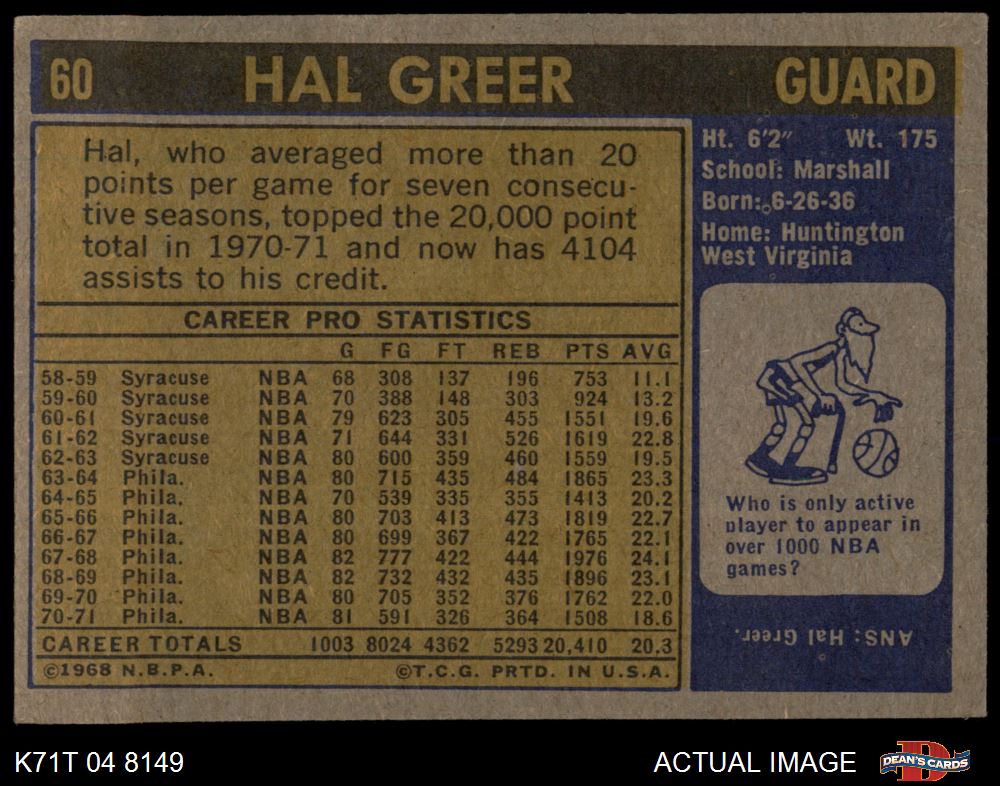 60 HAL GREER GUARD
Hal, who averaged more than 20
points per game for seven consecu-
tive seasons, topped the 20,000 point
total in 1970-71 and now has 4104
assists to his credit.
CAREER PRO STATISTICS
G FG FT REB PTS AVG
58-59 Syracuse NBA 68 308 137 196 753 11.1
59-60 Syracuse NBA 70 388 148 303 924 13.2
60-61 Syracuse NBA 79 623 305 455 1551 19.6
61-62 Syracuse NBA 71 644 331 526 1619 22.8
62-63 Syracuse NBA 80 600 359 460 1559 19.5
63-64 Phila. NBA 80 715 435 484 1865 23.3
64-65 Phila. NBA 70 539 335 355 1413 20.2
65-66 Phila. NBA 80 703 413 473 1819 22.7
66-67 Phila. NBA 80 699 367 422 1765 22.1
67-68 Phila. NBA 82 777 422 444 1976 24.1
68-69 Phila. NBA 82 732 432 435 1896 23.1
69-70 Phila. NBA 80 705 352 376 1762 22.0
70-71 Phila. NBA 81 591 326 364 1508 18.6
CAREER TOTALS 1003 8024 4362 5293 20,410 20.3
©1968 N.B.P.A. ©T.C.G. PRTD. IN U.S.A.
Ht. 6'2" Wt. 175
School: Marshall
Born: 6-26-36
Home: Huntington
West Virginia
Who is only active
player to appear in
over 1000 NBA
games?
ANS: Hal Greer.
K71T 04 8149 ACTUAL IMAGE
D
DEAN'S CARDS